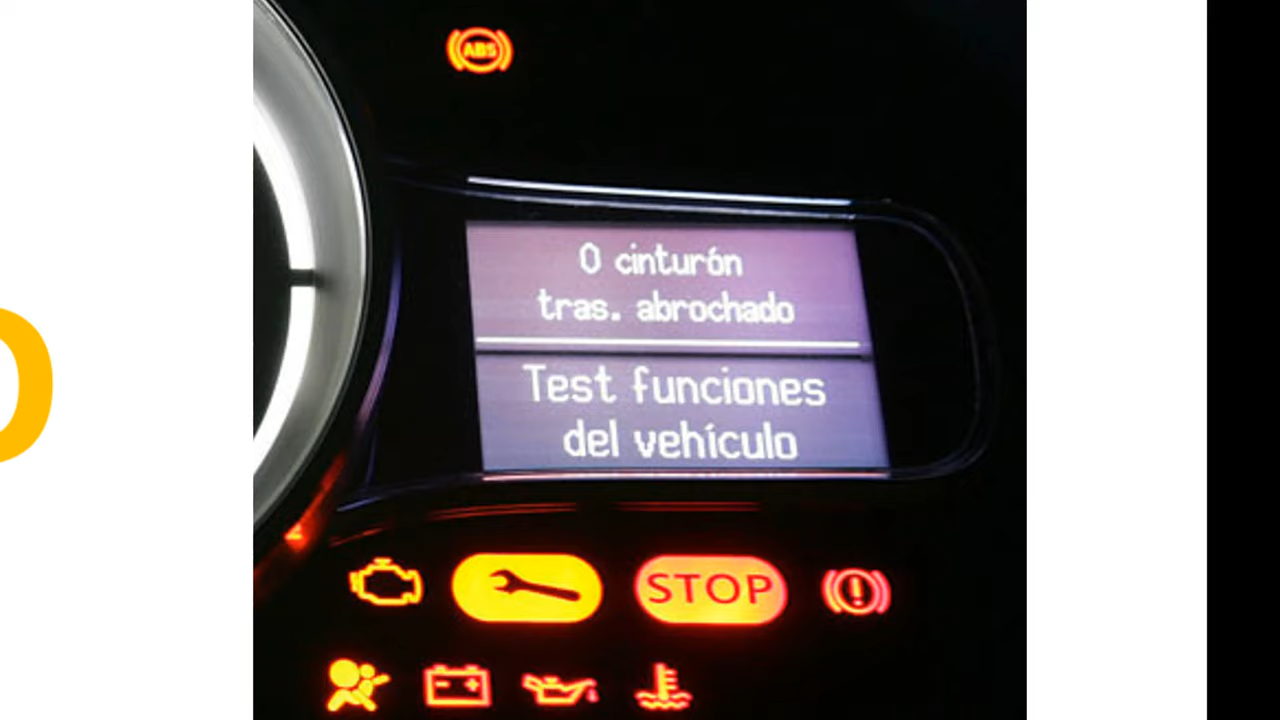 ABS
0 cinturón
tras. abrochado
Test funciones
del vehículo
STOP